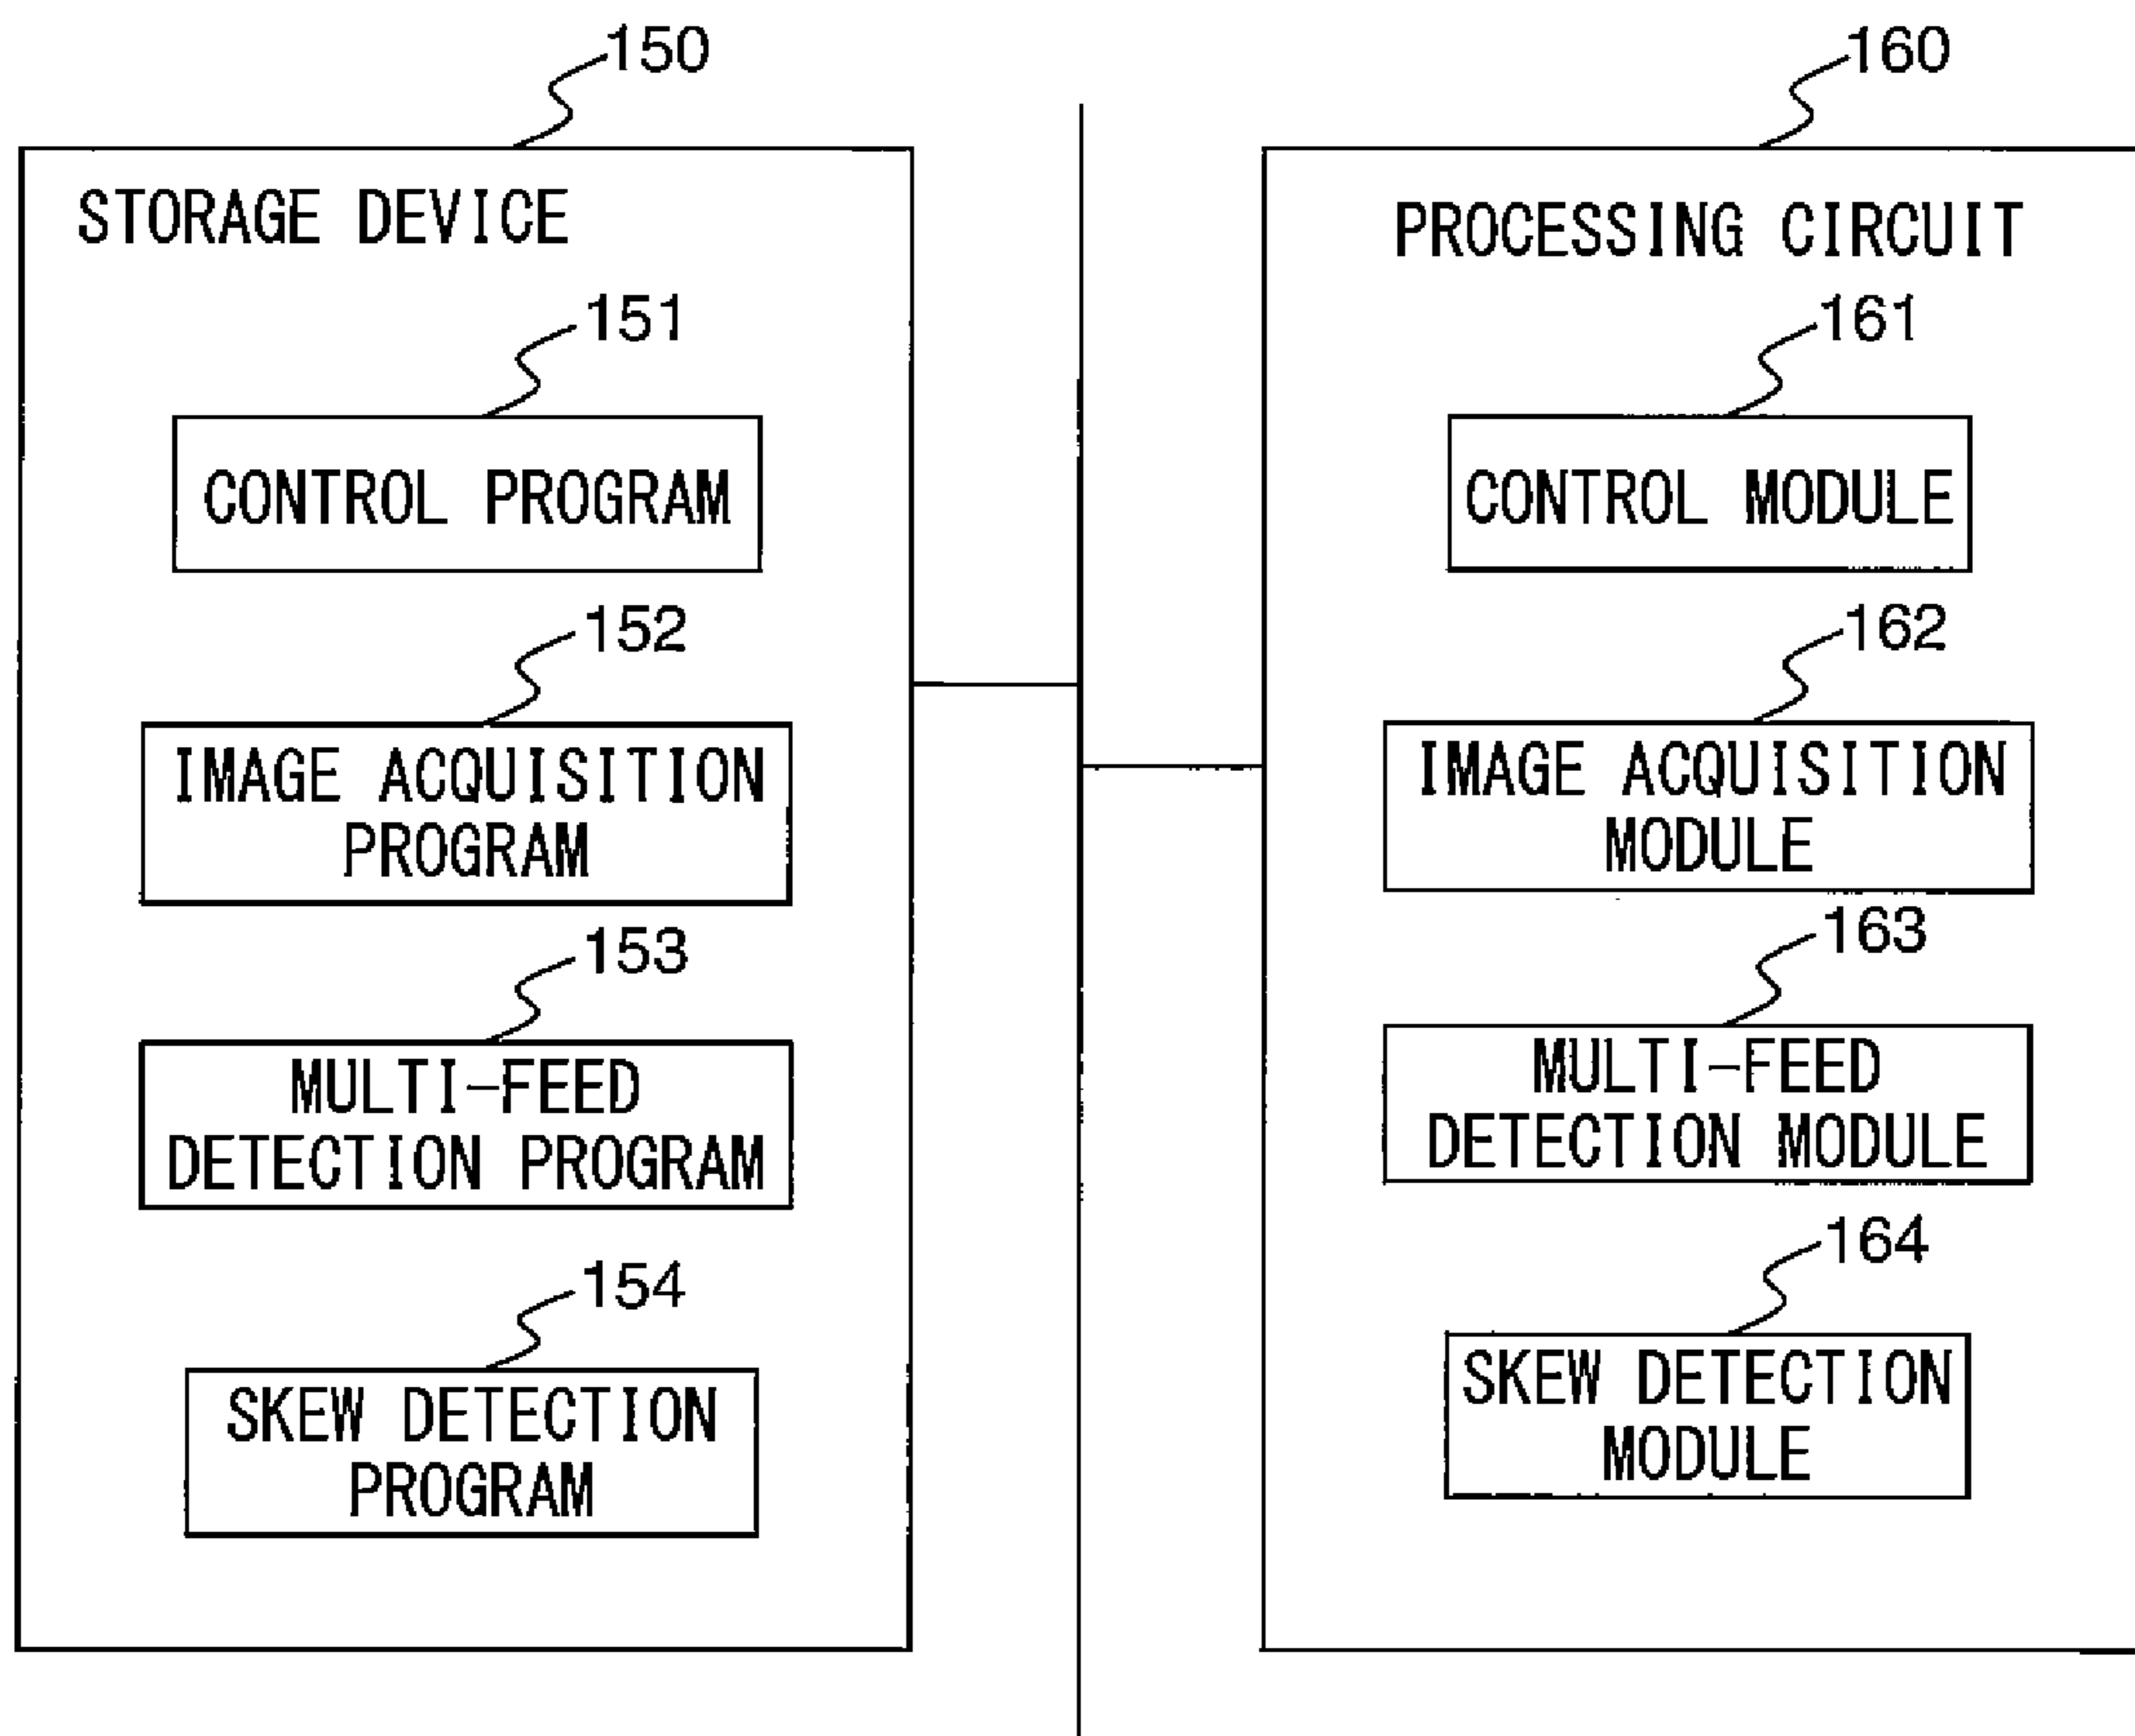 150
STORAGE DEVICE
151
CONTROL PROGRAM
152
IMAGE ACQUISITION
PROGRAM
153
MULTI-FEED
DETECTION PROGRAM
154
SKEW DETECTION
PROGRAM
160
PROCESSING CIRCUIT
161
CONTROL MODULE
162
IMAGE ACQUISITION
MODULE
163
MULTI-FEED
DETECTION MODULE
164
SKEW DETECTION
MODULE